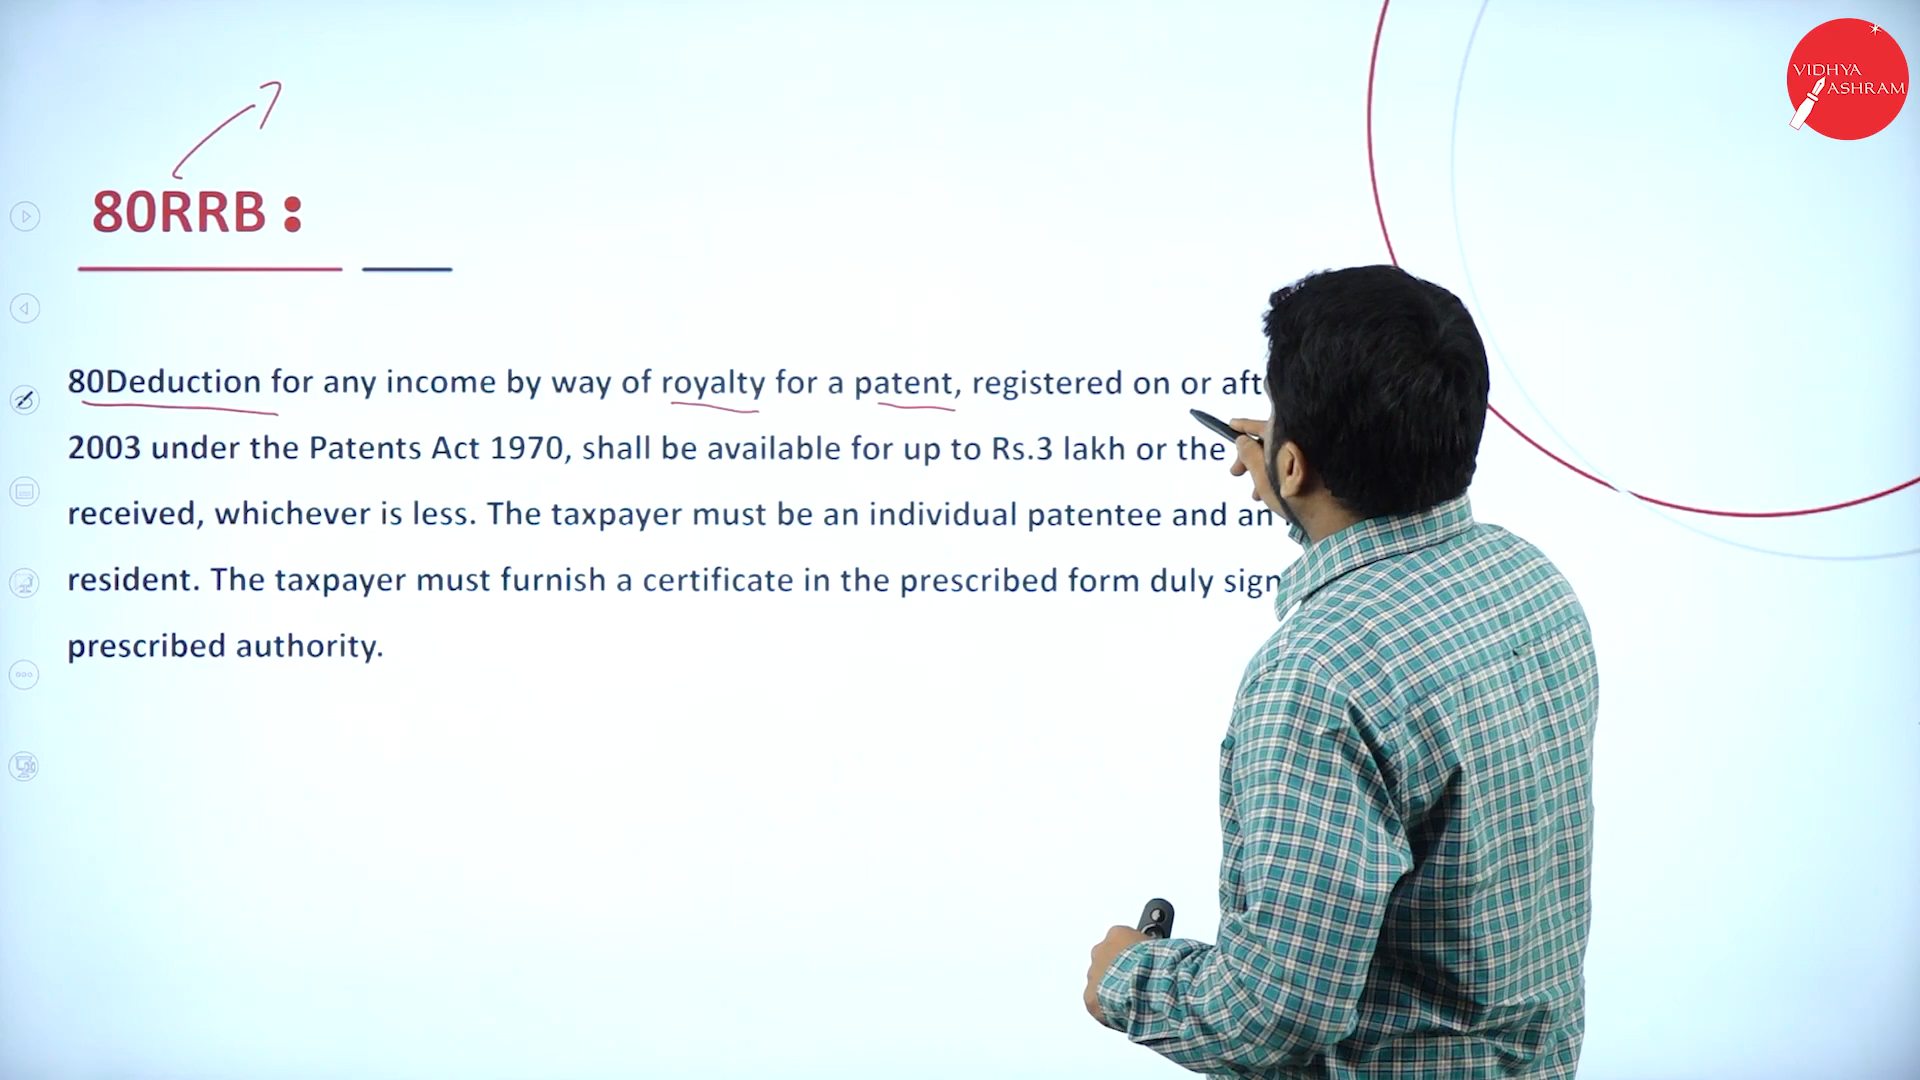 VIDHYA
ASHRAM
80RRB :
80Deduction for any income by way of royalty for a patent, registered on or
2003 under the Patents Act 1970, shall be available for up to Rs.3 lakh or the
received, whichever is less. The taxpayer must be an individual patentee and an
resident. The taxpayer must furnish a certificate in the prescribed form duly
prescribed authority.